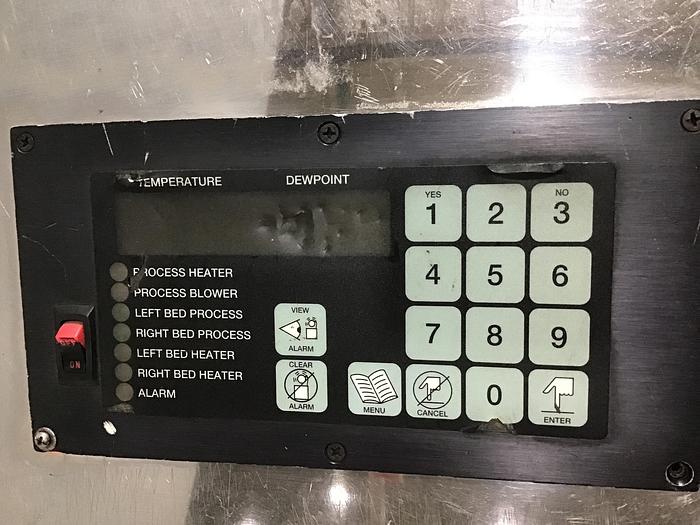 TEMPERATURE DEWPOINT
YES
1 2
NO
3
PROCESS HEATER
PROCESS BLOWER
LEFT BED PROCESS
RIGHT BED PROCESS
LEFT BED HEATER
RIGHT BED HEATER
ALARM
ON
VIEW
ALARM
CLEAR
ALARM
4 5 6
7 8 9
MENU
CANCEL
0
ENTER